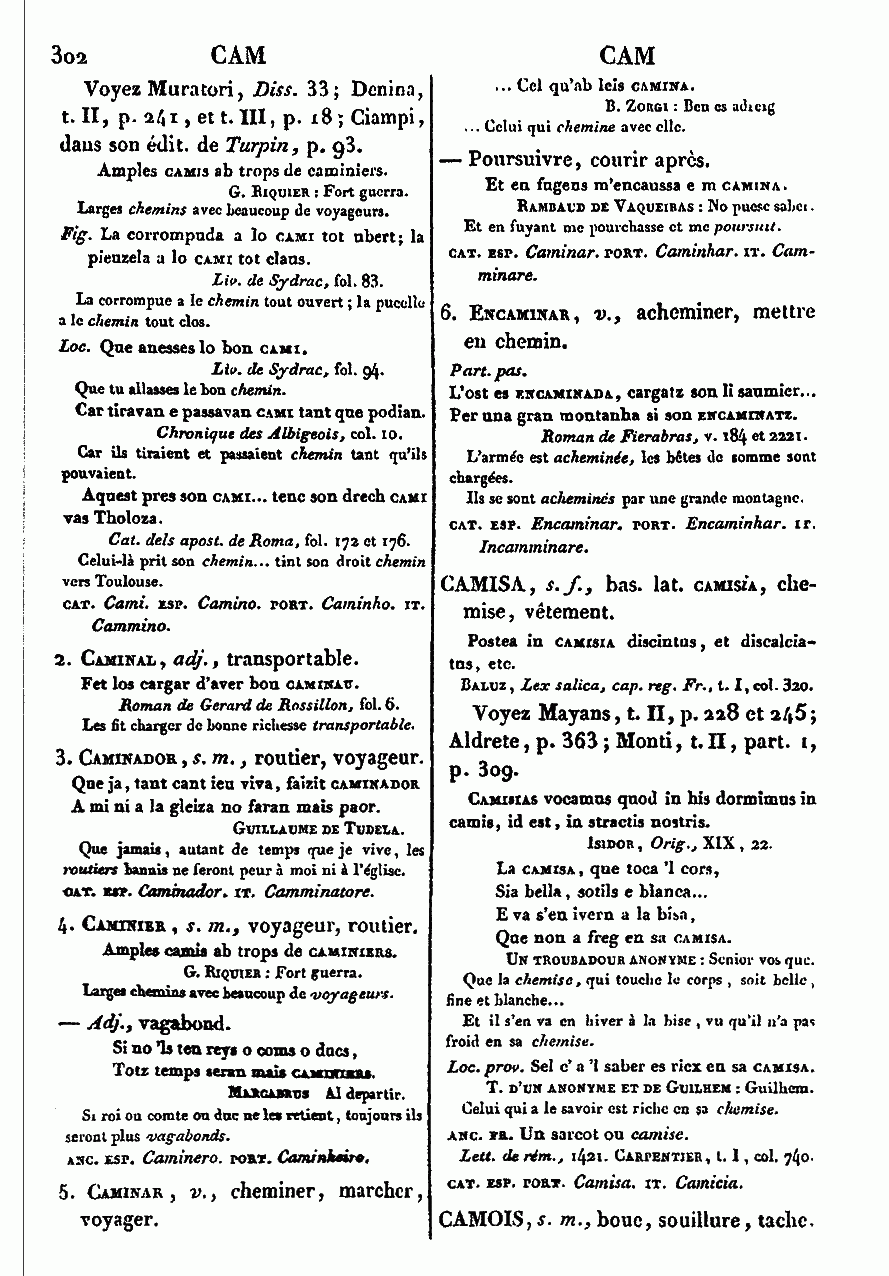 302 CAM
Voyez Muratori, Diss. 33; Denina,
t. II, p. 241, et t. III, p. 18; Ciampi,
dans son édit. de Turpin, p. 93.
Amples CAMIS ab trops de caminiers.
G. RIQUIER : Fort guerra.
Larges chemins avec beaucoup de voyageurs.
Fig. La corrompuda a lo CAMI tot ubert; la
pieuzela a lo CAMI tot claus.
Liv. de Sydrac, fol. 83.
La corrompue a le chemin tout ouvert; la pucelle
a le chemin tout clos.
Loc. Que anesses lo bon CAMI.
Liv. de Sydrac, fol. 94.
Que tu allasses le bon chemin.
Car tiravan e passavan CAMI tant que podian.
Chronique des Albigeois, col. 10.
Car ils tiraient et passaient chemin tant qu'ils
pouvaient.
Aquest pres son CAMI... tenc son drech CAMI
vas Tholoza.
Cat. dels apost. de Roma, fol. 172 et 176.
Celui-là prit son chemin... tint son droit chemin
vers Toulouse.
CAT. Cami. ESP. Camino. PORT. Caminho. IT.
Cammino.
2. CAMINAL, adj., transportable.
Fet los cargar d'aver bon CAMINAU.
Roman de Gerard de Rossillon, fol. 6.
Les fit charger de bonne richesse transportable.
3. CAMINADOR, s. m., routier, voyageur.
Que ja, tant cant ieu viva, faizit CAMINADOR
A mi ni a la gleiza no faran mais paor.
GUILLAUME DE TUDELA.
Que jamais, autant de temps que je vive, les
routiers bannis ne feront peur à moi ni à l'église.
CAT. ESP. Caminador. IT. Camminatore.
4. CAMINIER, s. m., voyageur, routier.
Amples camis ab trops de CAMINIERS.
G. RIQUIER : Fort guerra.
Larges chemins avec beaucoup de voyageurs.
— Adj., vagabond.
Si no 'ls ten reys o coms o ducs,
Totz temps seran mais CAMINIERS.
MARCABRUS Al departir.
Si roi ou comte ou duc ne les retient, toujours ils
seront plus vagabonds.
ANC. ESP. Caminero. PORT. Caminheiro.
5. CAMINAR, v., cheminer, marcher,
voyager.
CAM
... Cel qu'ab leis CAMINA.
B. ZORGI : Ben es adreig
... Celui qui chemine avec elle.
— Poursuivre, courir après.
Et en fugens m'encaussa e m CAMINA.
RAMBAUD DE VAQUEIRAS : No puesc saber.
Et en fuyant me pourchasse et me poursuit.
CAT. ESP. Caminar. PORT. Caminhar. IT. Cam-
minare.
6. ENCAMINAR, v., acheminer, mettre
en chemin.
Part. pas.
L'ost es ENCAMINADA, cargatz son li saumier...
Per una gran montanha si son ENCAMINATZ.
Roman de Fierabras, v. 184 et 2221.
L'armée est acheminée, les bêtes de somme sont
chargées.
Ils se sont acheminés par une grande montagne.
CAT. ESP. Encaminar. PORT. Encaminhar. IT.
Incamminare.
CAMISA, s. f., bas. lat. CAMISIA, che-
mise, vêtement.
Postea in CAMISIA discintus, et discalcia-
tus, etc.
BALUZ, Lex salica, cap. reg. Fr., t. I, col. 320.
Voyez Mayans, t. II, p. 228 et 245;
Aldrete, p. 363; Monti, t. II, part. 1,
p. 309.
CAMISIAS vocamus quod in his dormimus in
camis, id est, in stractis nostris.
ISIDOR, Orig., XIX, 22.
La CAMISA, que toca 'l cors,
Sia bella, sotils e blanca...
E va s'en ivern a la bisa,
Que non a freg en sa CAMISA.
UN TROUBADOUR ANONYME : Senior vos que.
Que la chemise, qui touche le corps, soit belle,
fine et blanche...
Et il s'en va en hiver à la bise, vu qu'il n'a pas
froid en sa chemise.
Loc. prov. Sel c' a 'l saber es ricx en sa CAMISA.
T. D'UN ANONYME ET DE GUILHEM : Guilhem.
Celui qui a le savoir est riche en sa chemise.
ANC. FR. Un sarcot ou camise.
Lett. de rém., 1421. CARPENTIER, t. I, col. 740.
CAT. ESP. PORT. Camisa. IT. Camicia.
CAMOIS, s. m., boue, souillure, tache.